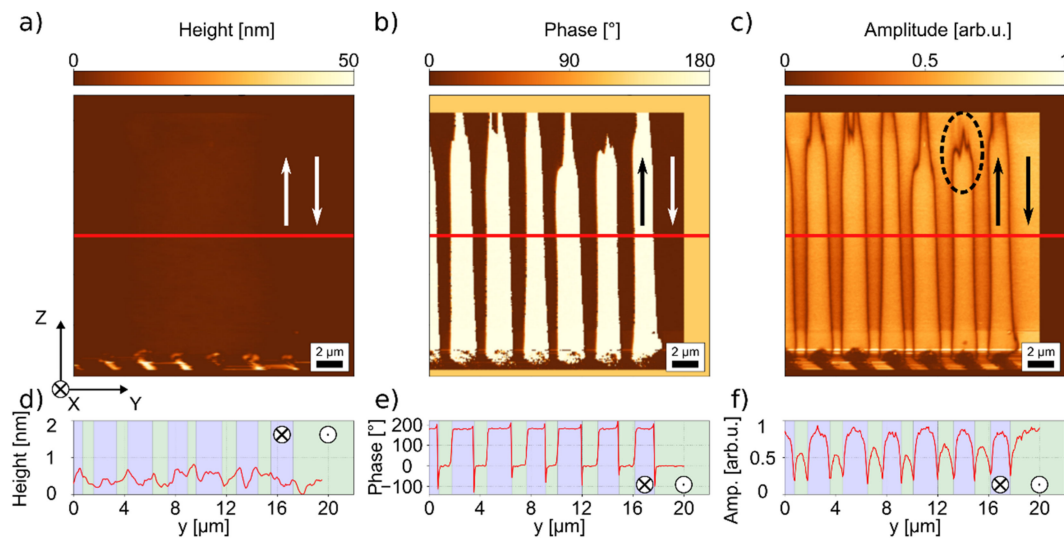 a)
Height [nm]
0
50
2 µm
Z
X
Y
b)
Phase [°]
0
90
180
2 µm
c)
Amplitude [arb.u.]
0
0.5
1
2 µm
d)
Height [nm]
2
1
0
0
4
8
12
16
20
y [µm]
e)
Phase [°]
200
100
0
−100
0
4
8
12
16
20
y [µm]
f)
Amp. [arb.u.]
1
0.5
0
0
4
8
12
16
20
y [µm]